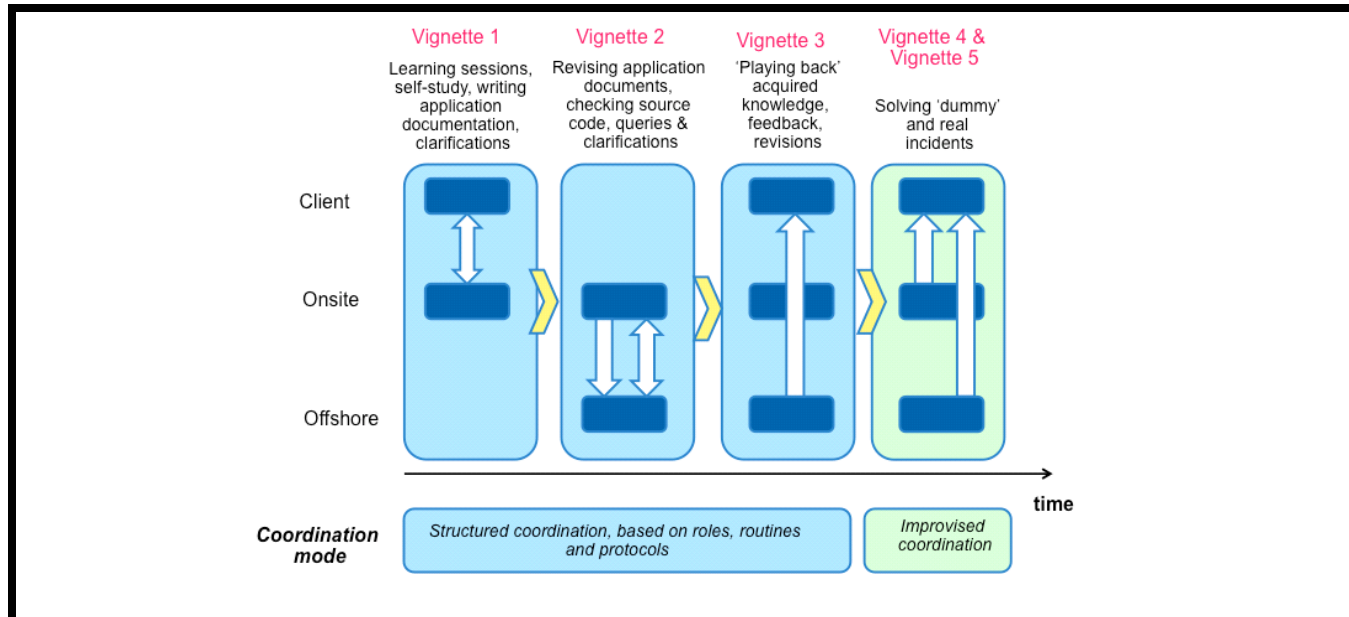 Vignette 1
Learning sessions,
self-study, writing
application
documentation,
clarifications
Vignette 2
Revising application
documents,
checking source
code, queries &
clarifications
Vignette 3
‘Playing back’
acquired
knowledge,
feedback,
revisions
Vignette 4 &
Vignette 5
Solving ‘dummy’
and real
incidents
Client
Onsite
Offshore
time
Coordination
mode
Structured coordination, based on roles, routines
and protocols
Improvised
coordination